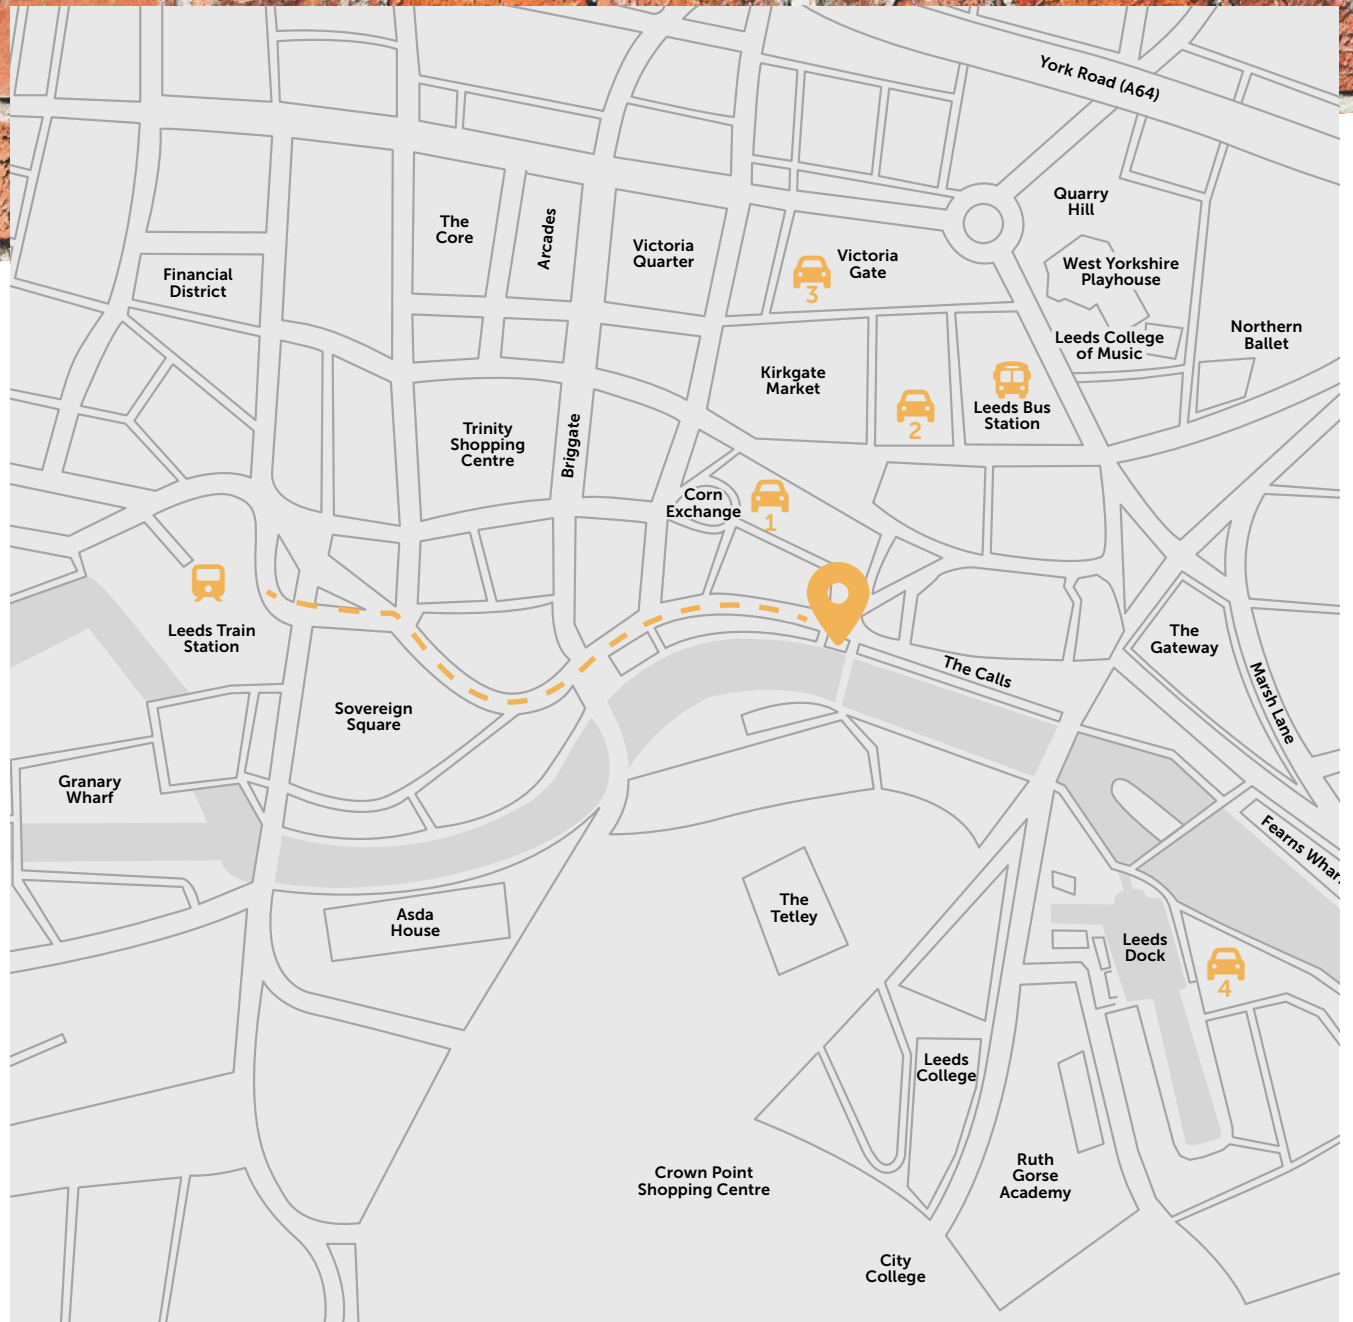 York Road (A64)
Quarry
Hill
The
Core
Arcades
Victoria
Quarter
Victoria
Gate
3
West Yorkshire
Playhouse
Financial
District
Leeds College
of Music
Northern
Ballet
Kirkgate
Market
2
Leeds Bus
Station
Trinity
Shopping
Centre
Briggate
Corn
Exchange
1
Leeds Train
Station
The
Gateway
The Calls
Marsh Lane
Sovereign
Square
Granary
Wharf
Fearns Wharf
Asda
House
The
Tetley
Leeds
Dock
4
Leeds
College
Crown Point
Shopping Centre
Ruth
Gorse
Academy
City
College